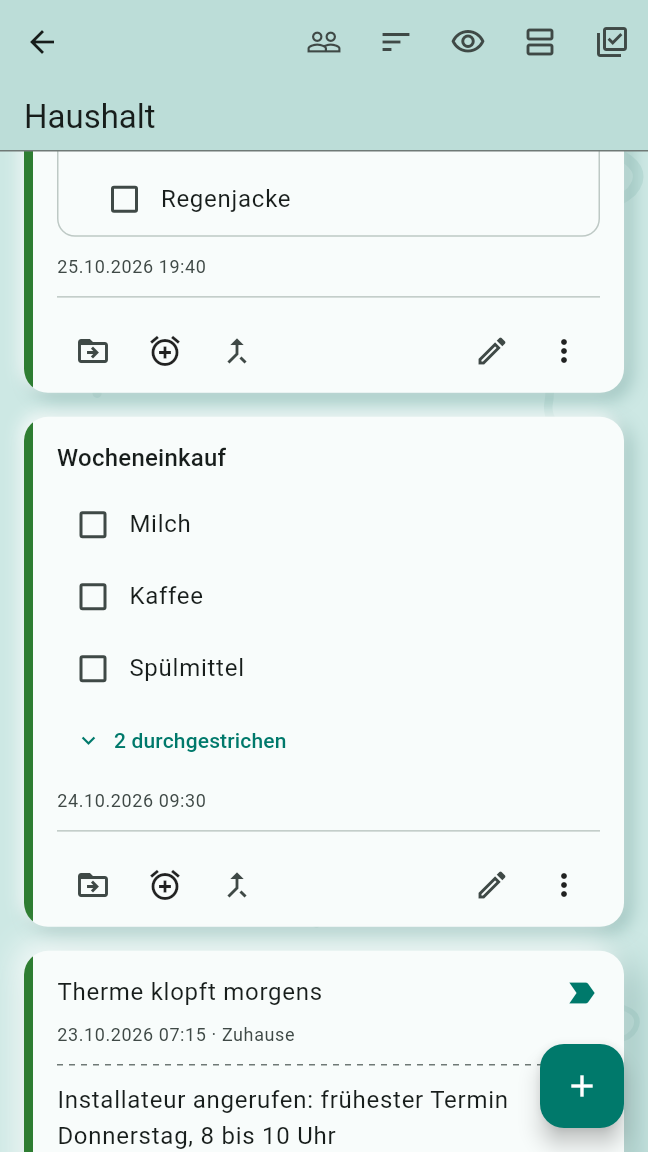 Haushalt
Regenjacke
25.10.2026 19:40
Wocheneinkauf
Milch
Kaffee
Spülmittel
2 durchgestrichen
24.10.2026 09:30
Therme klopft morgens
23.10.2026 07:15 · Zuhause
Installateur angerufen: frühester Termin
Donnerstag, 8 bis 10 Uhr